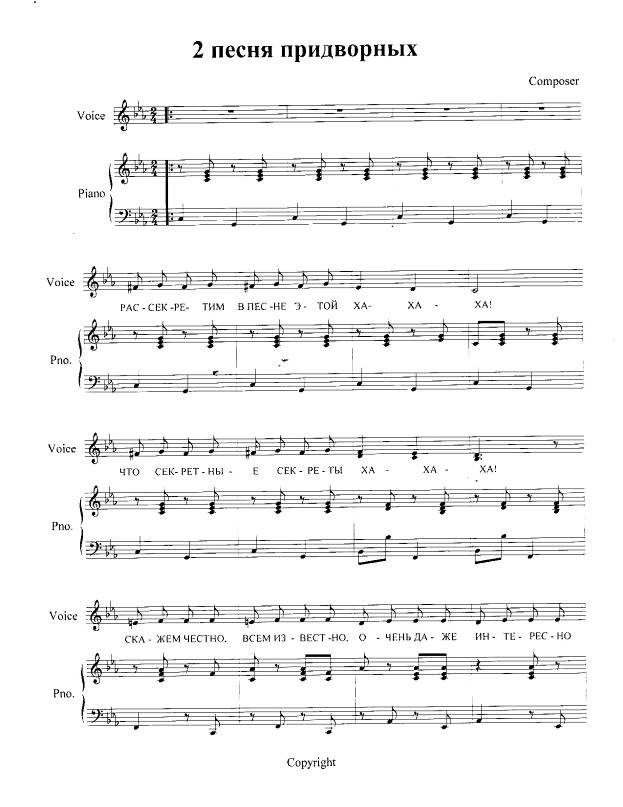 2 песня придворных
Composer
Voice
Piano
Voice
РАС - СЕК - РЕ - ТИМ В ПЕС - НЕ Э - ТОЙ ХА - ХА - ХА!
Pno.
Voice
ЧТО СЕК- РЕТ - НЫ - Е СЕК - РЕ - ТЫ ХА - ХА - ХА!
Pno.
Voice
СКА - ЖЕМ ЧЕСТНО. ВСЕМ ИЗ - ВЕСТ - НО. О - ЧЕНЬ ДА - ЖЕ ИН - ТЕ - РЕС - НО
Pno.
Copyright